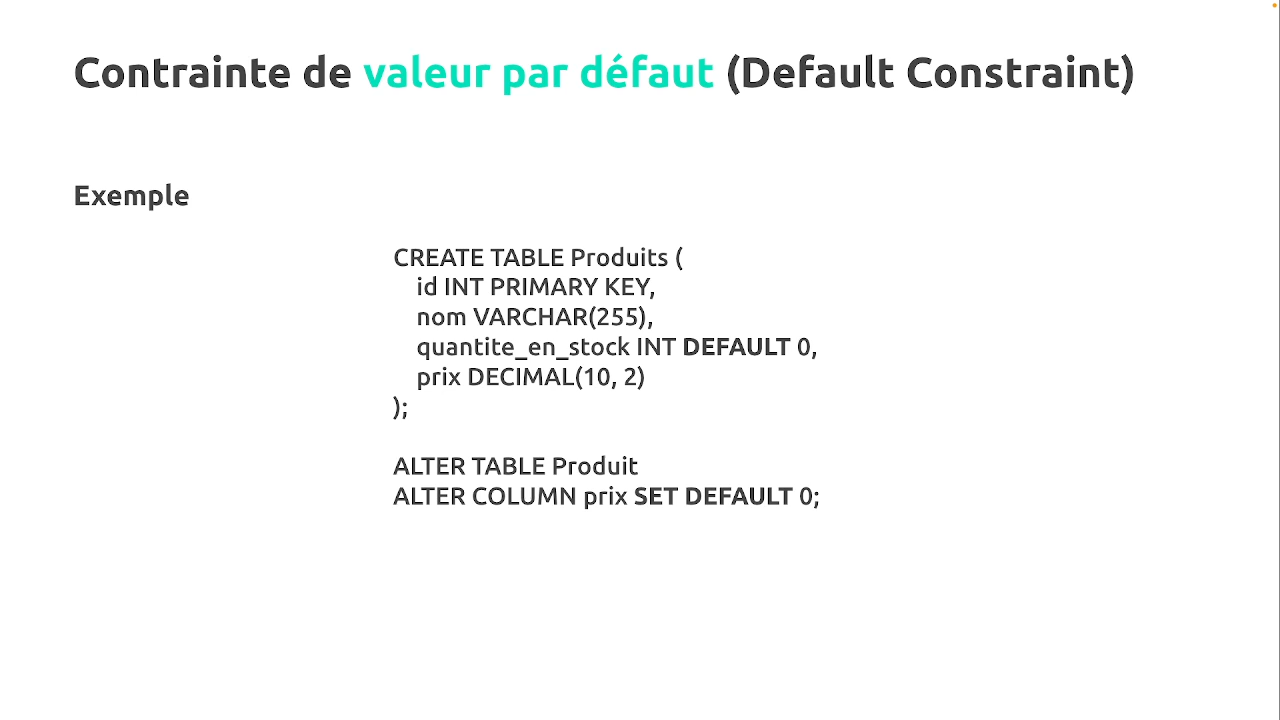 Contrainte de valeur par défaut (Default Constraint)
Exemple
CREATE TABLE Produits (
id INT PRIMARY KEY,
nom VARCHAR(255),
quantite_en_stock INT DEFAULT 0,
prix DECIMAL(10, 2)
);
ALTER TABLE Produit
ALTER COLUMN prix SET DEFAULT 0;